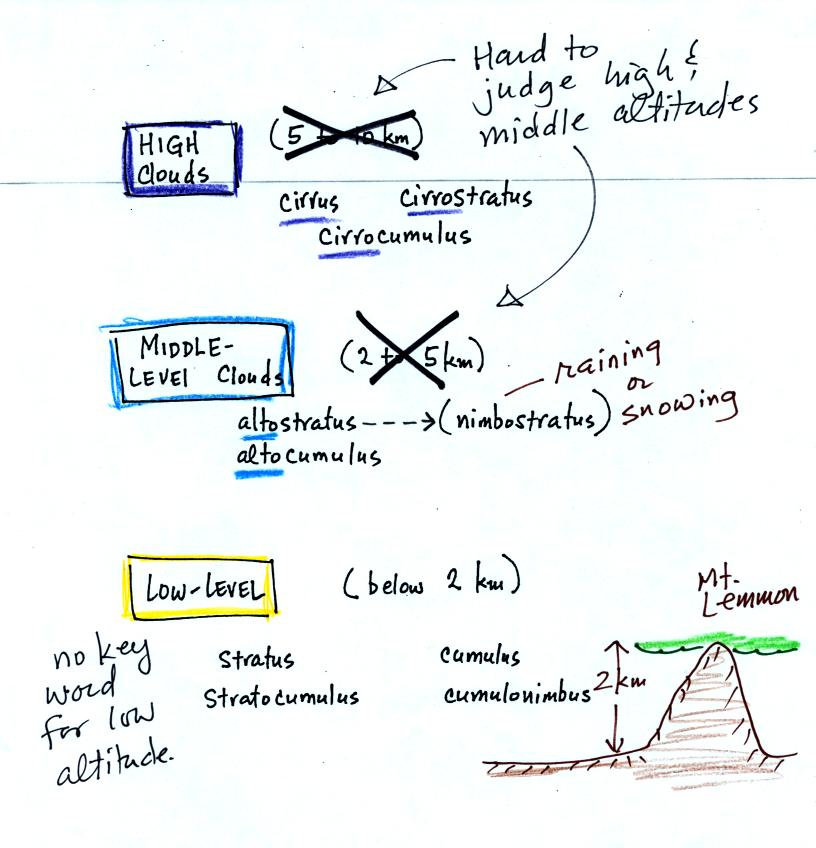 Hard to
judge high &
middle altitudes
HIGH
Clouds
(5 to 10 km)
cirrus cirrostratus
cirrocumulus
MIDDLE-
LEVEL Clouds
(2 to 5 km)
raining
or
snowing
altostratus ----> (nimbostratus)
altocumulus
LOW-LEVEL (below 2 km)
Mt.
Lemmon
no key
word
for low
altitude.
Stratus cumulus
Stratocumulus cumulonimbus
2 km